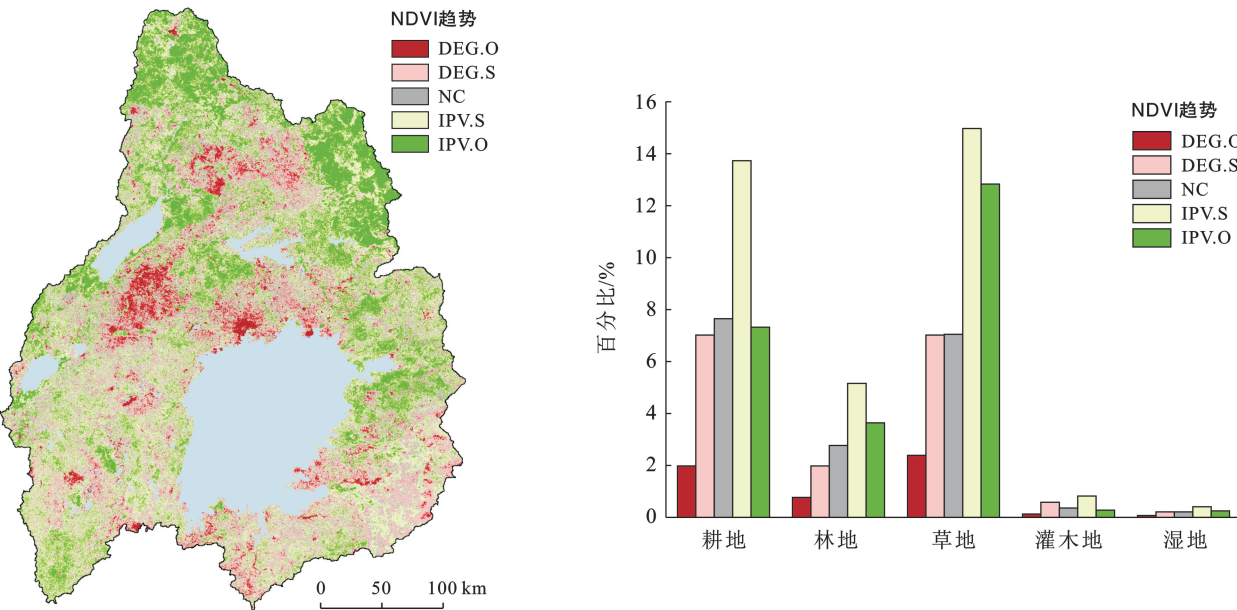 NDVI趋势
DEG.O
DEG.S
NC
IPV.S
IPV.O
0 50 100 km
百分比/%
16
14
12
10
8
6
4
2
0
耕地 林地 草地 灌木地 湿地
NDVI趋势
DEG.O
DEG.S
NC
IPV.S
IPV.O